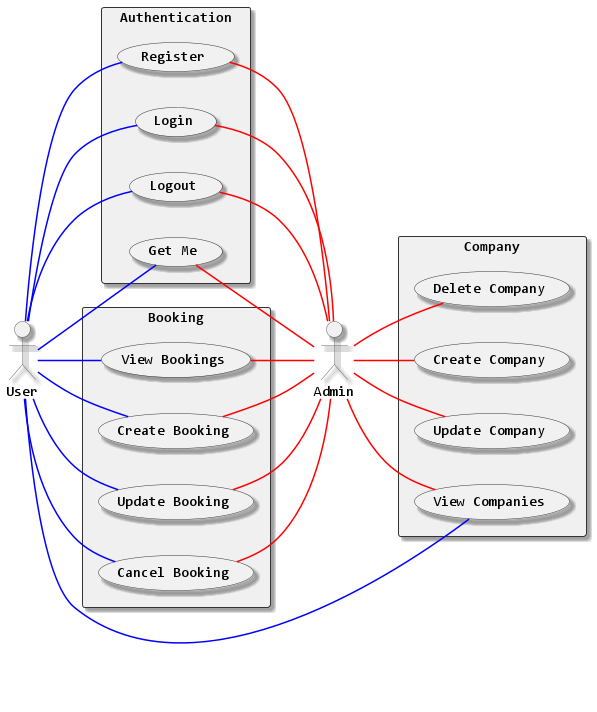 Authentication
Register
Login
Logout
Get Me
Booking
View Bookings
Create Booking
Update Booking
Cancel Booking
User
Admin
Company
Delete Company
Create Company
Update Company
View Companies